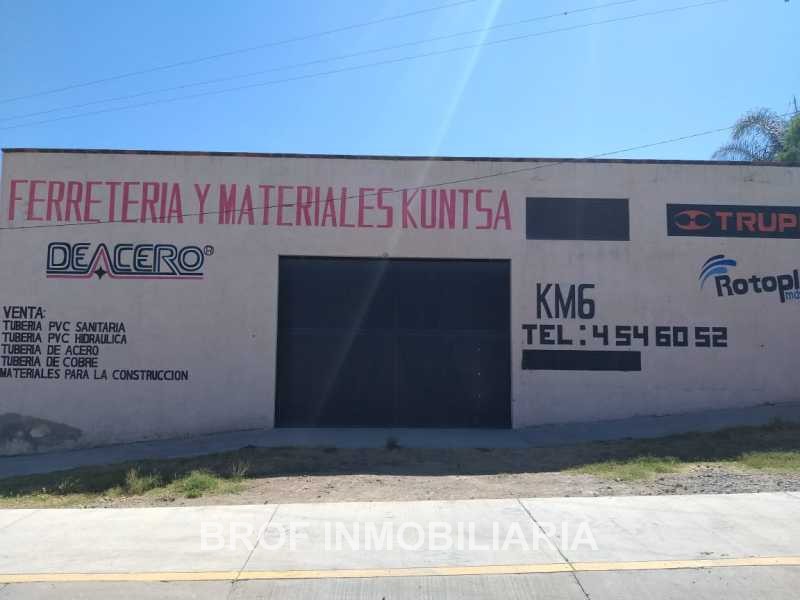 FERRETERIA Y MATERIALES KUNTSA
DEACERO®
VENTA:
TUBERIA PVC SANITARIA
TUBERIA PVC HIDRAULICA
TUBERIA DE ACERO
TUBERIA DE COBRE
MATERIALES PARA LA CONSTRUCCION
KM6
TEL: 4 54 60 52
TRUP
Rotopl
BROF INMOBILIARIA